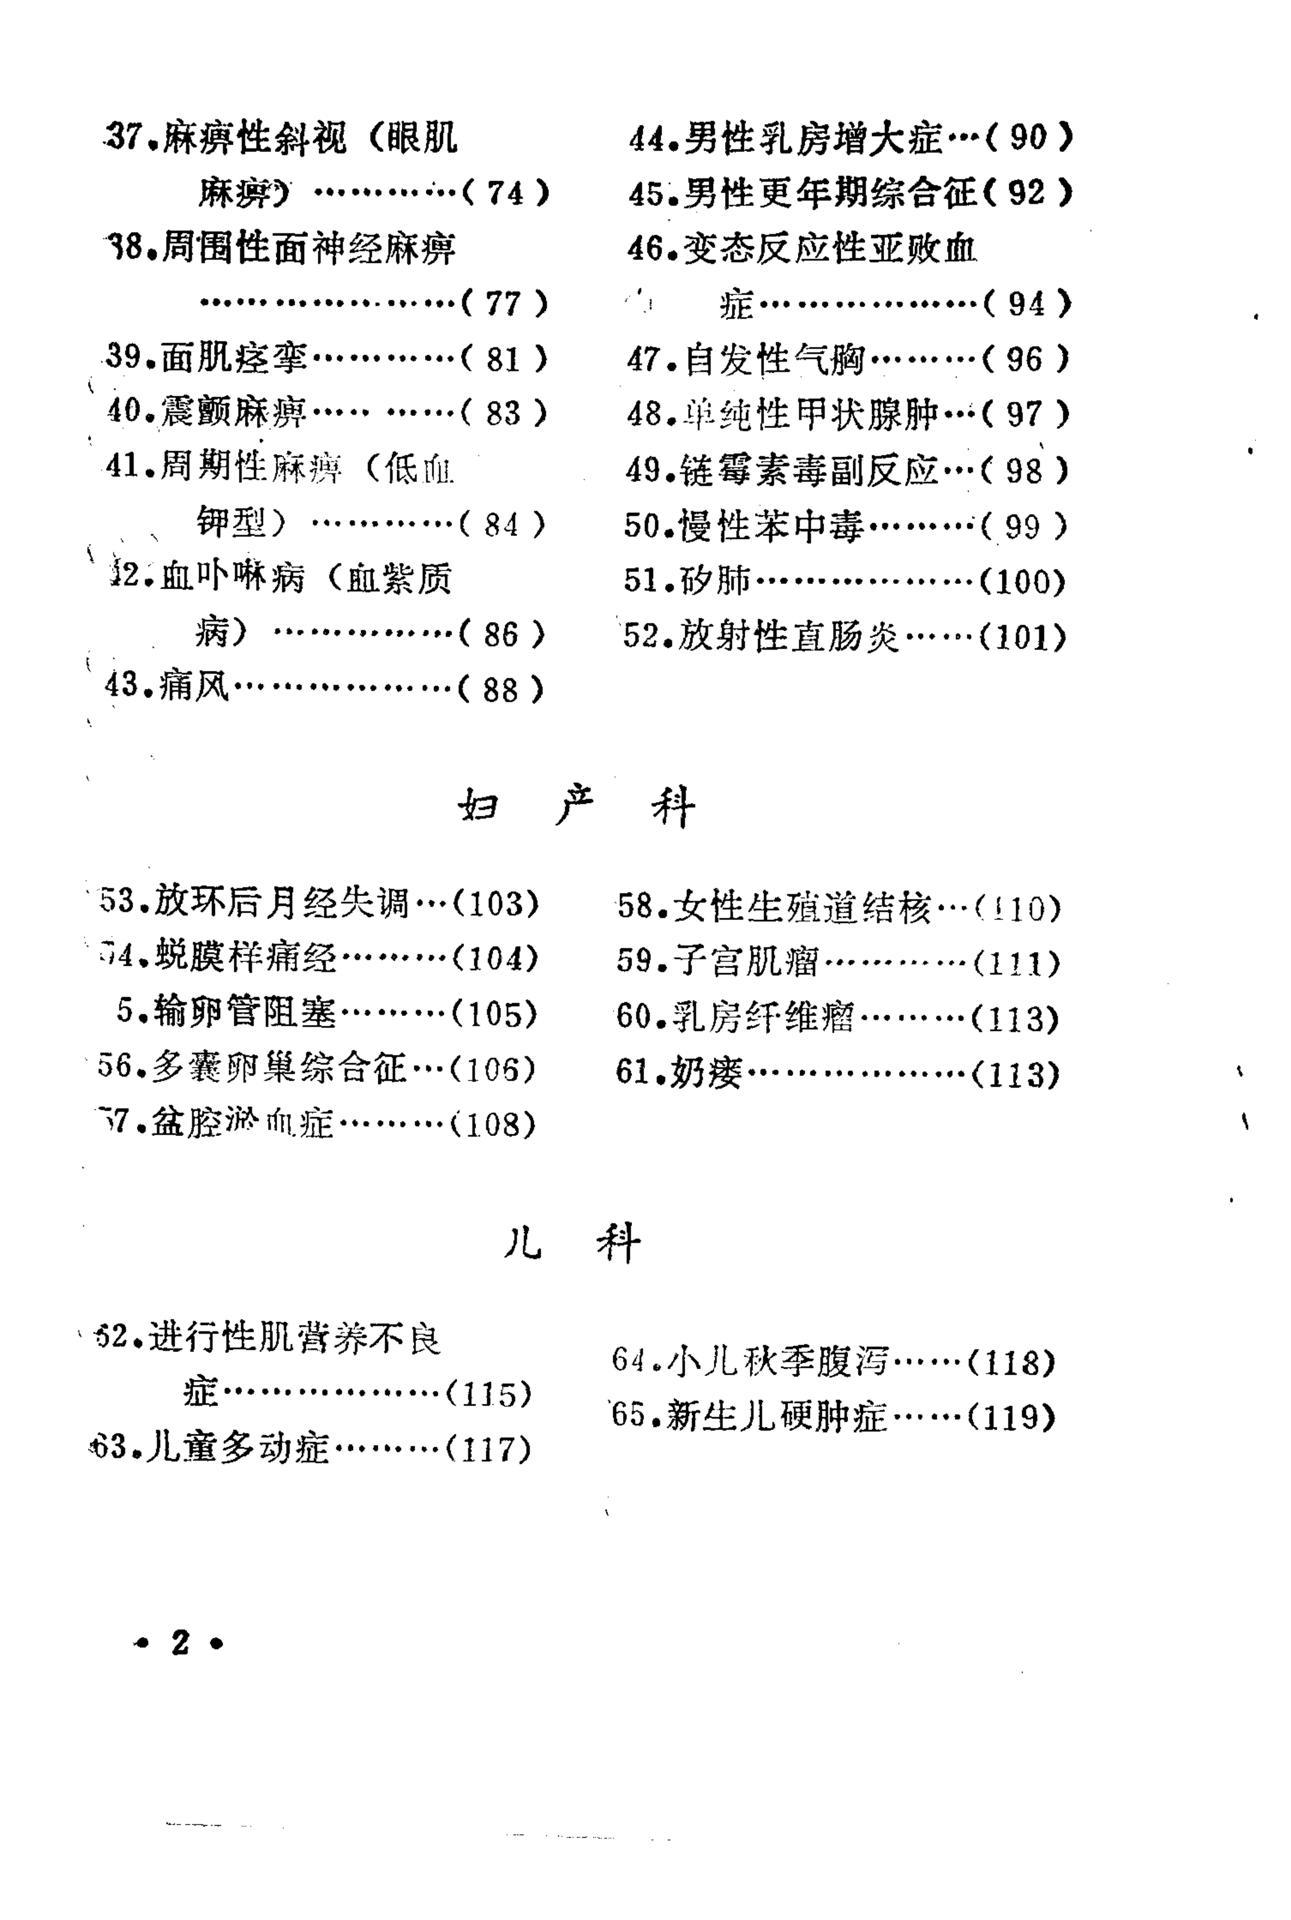 37.麻痹性斜视（眼肌
麻痹）…………(74)
38.周围性面神经麻痹
…………………(77)
39.面肌痉挛…………(81)
40.震颤麻痹…………(83)
41.周期性麻痹（低血
钾型）…………(84)
42.血卟啉病（血紫质
病）……………(86)
43.痛风………………(88)
44.男性乳房增大症…(90)
45.男性更年期综合征(92)
46.变态反应性亚败血
症………………(94)
47.自发性气胸………(96)
48.单纯性甲状腺肿…(97)
49.链霉素毒副反应…(98)
50.慢性苯中毒………(99)
51.矽肺………………(100)
52.放射性直肠炎……(101)
妇产科
53.放环后月经失调…(103)
54.蜕膜样痛经………(104)
5.输卵管阻塞………(105)
56.多囊卵巢综合征…(106)
57.盆腔淤血症………(108)
58.女性生殖道结核…(110)
59.子宫肌瘤…………(111)
60.乳房纤维瘤………(113)
61.奶瘘………………(113)
儿科
62.进行性肌营养不良
症………………(115)
63.儿童多动症………(117)
64.小儿秋季腹泻……(118)
65.新生儿硬肿症……(119)
• 2 •